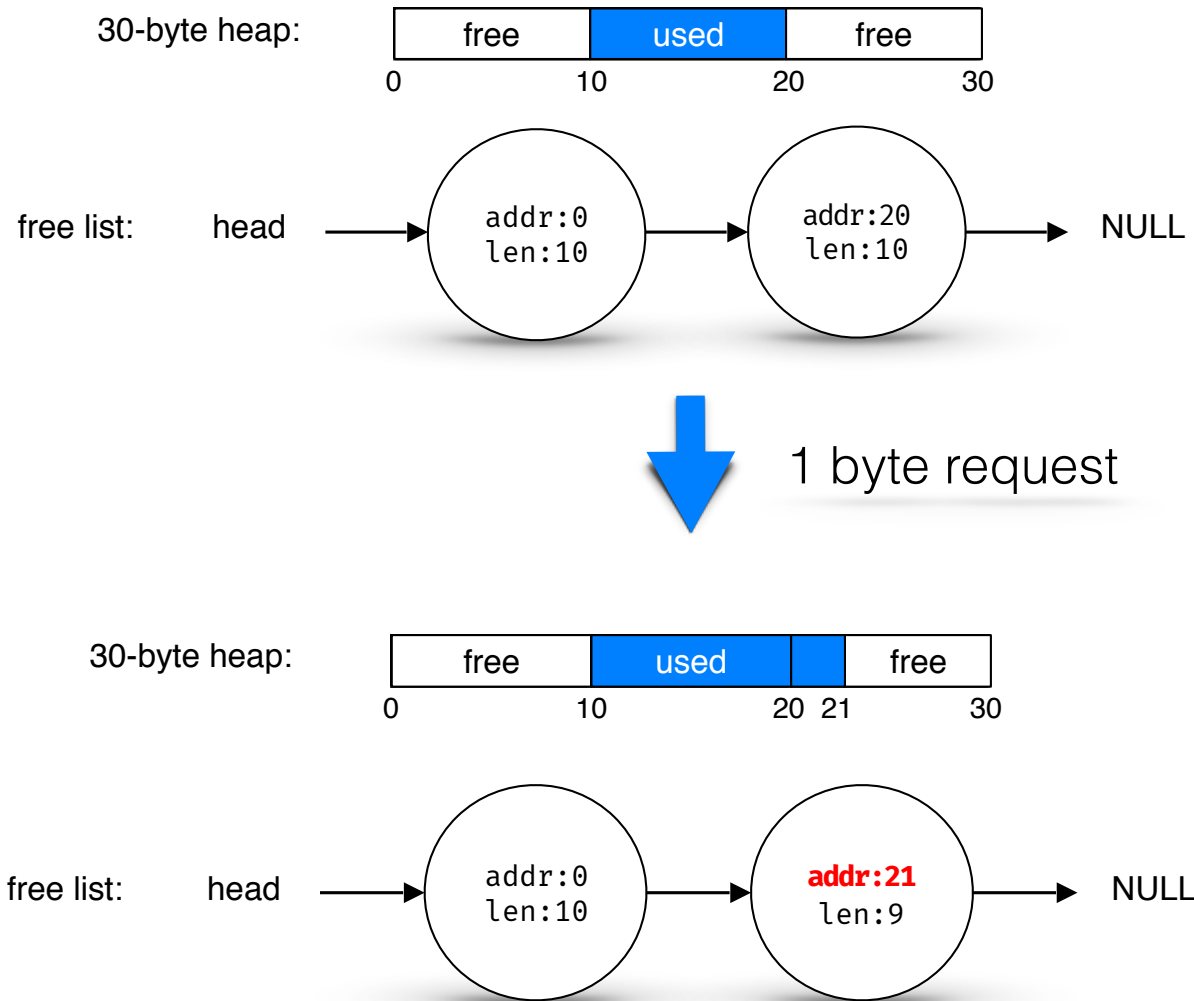 30-byte heap: free used free
0 10 20 30
free list: head addr:0 addr:20 NULL
len:10 len:10
1 byte request
30-byte heap: free used free
0 10 20 21 30
free list: head addr:0 addr:21 NULL
len:10 len:9